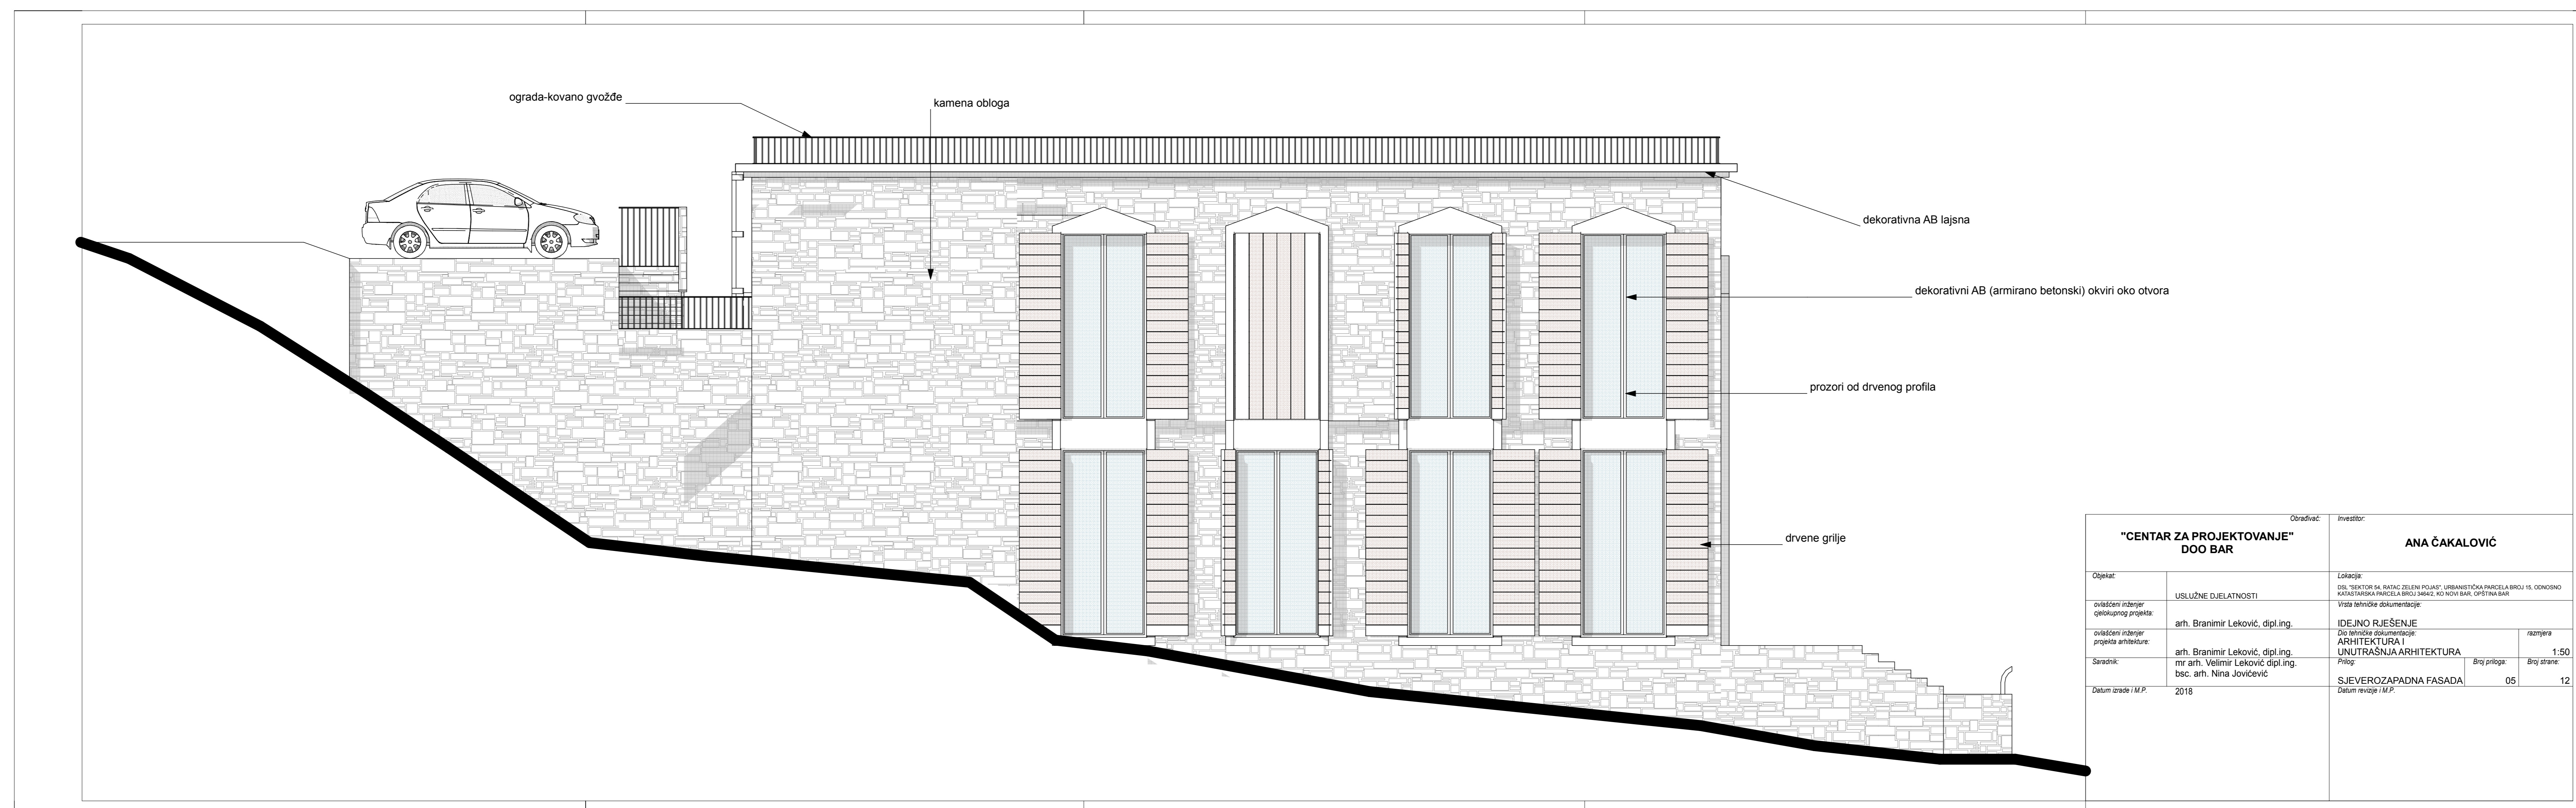 ograda-kovano gvožđe
kamena obloga
dekorativna AB lajsna
dekorativni AB (armirano betonski) okviri oko otvora
prozori od drvenog profila
drvene grilje
Obrađivač:
"CENTAR ZA PROJEKTOVANJE"
DOO BAR
Investitor:
ANA ČAKALOVIĆ
Objekat:
USLUŽNE DJELATNOSTI
Lokacija:
DSL "SEKTOR 54, RATAC ZELENI POJAS", URBANISTIČKA PARCELA BROJ 15, ODNOSNO
KATASTARSKA PARCELA BROJ 3464/2, KO NOVI BAR, OPŠTINA BAR
ovlašćeni inženjer
cjelokupnog projekta:
arh. Branimir Leković, dipl.ing.
Vrsta tehničke dokumentacije:
IDEJNO RJEŠENJE
ovlašćeni inženjer
projekta arhitekture:
arh. Branimir Leković, dipl.ing.
Dio tehničke dokumentacije:
ARHITEKTURA I
UNUTRAŠNJA ARHITEKTURA
razmjera
1:50
Saradnik:
mr arh. Velimir Leković dipl.ing.
bsc. arh. Nina Jovićević
Prilog:
SJEVEROZAPADNA FASADA
Broj priloga:
05
Broj strane:
12
Datum izrade i M.P.
2018
Datum revizije i M.P.